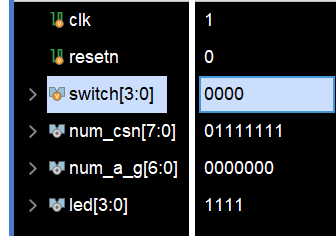 clk 1
resetn 0
switch[3:0] 0000
num_csn[7:0] 01111111
num_a_g[6:0] 0000000
led[3:0] 1111